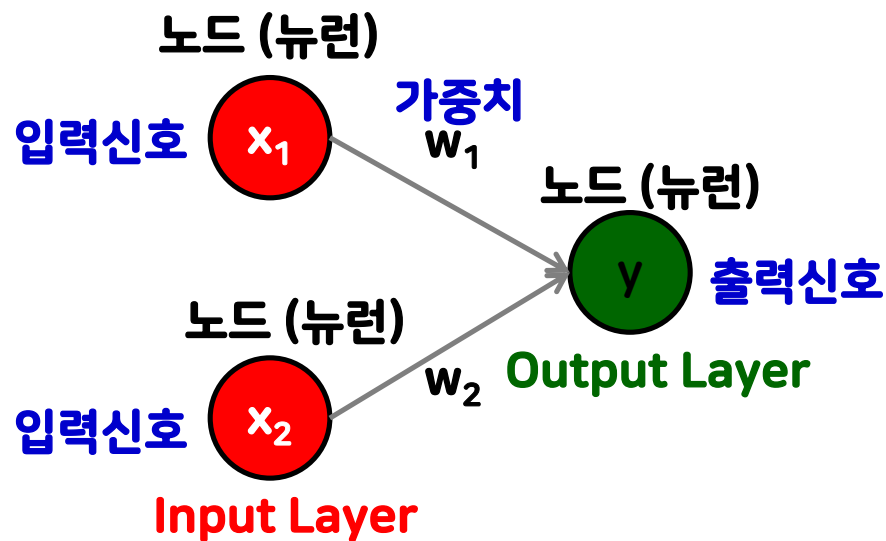 노드 (뉴런)
가중치
입력신호
x₁
w₁
노드 (뉴런)
y
출력신호
노드 (뉴런)
w₂
Output Layer
입력신호
x₂
Input Layer